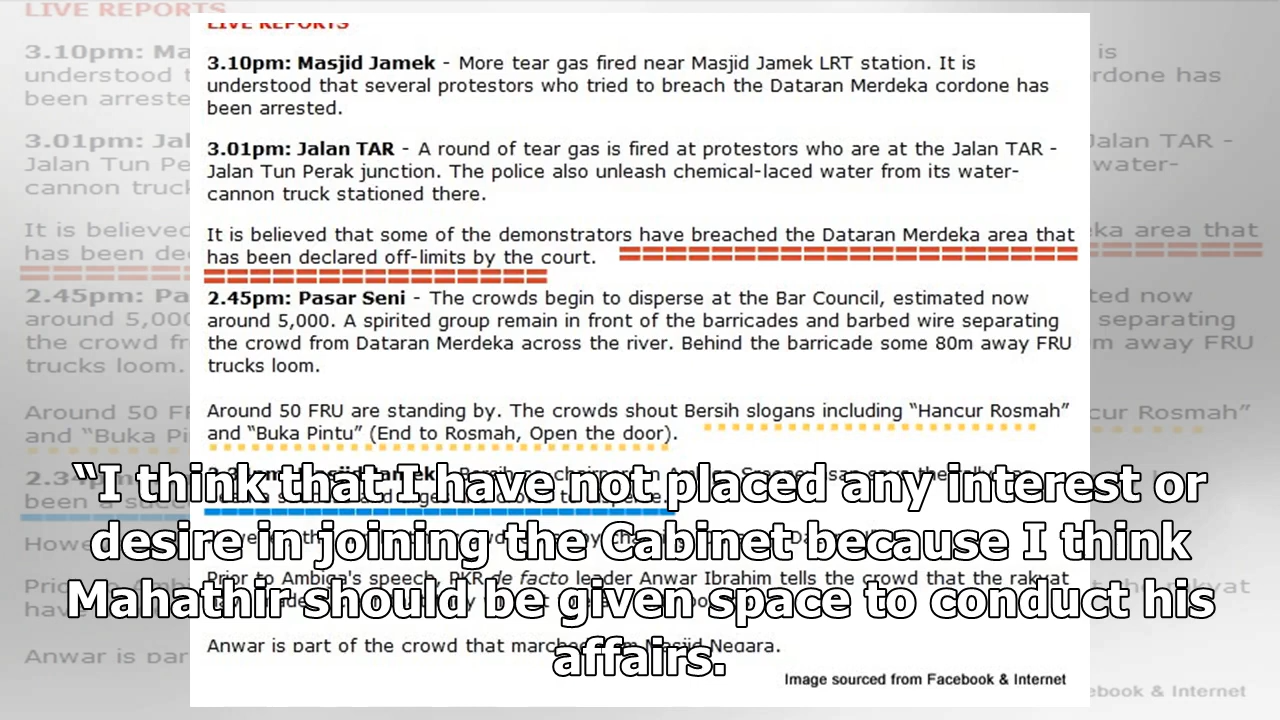 LIVE REPORTS
3.10pm: Masjid Jamek - More tear gas fired near Masjid Jamek LRT station. It is
understood that several protestors who tried to breach the Dataran Merdeka cordone has
been arrested.
3.01pm: Jalan TAR - A round of tear gas is fired at protestors who are at the Jalan TAR -
Jalan Tun Perak junction. The police also unleash chemical-laced water from its water-
cannon truck stationed there.
It is believed that some of the demonstrators have breached the Dataran Merdeka area that
has been declared off-limits by the court.
2.45pm: Pasar Seni - The crowds begin to disperse at the Bar Council, estimated now
around 5,000. A spirited group remain in front of the barricades and barbed wire separating
the crowd from Dataran Merdeka across the river. Behind the barricade some 80m away FRU
trucks loom.
Around 50 FRU are standing by. The crowds shout Bersih slogans including “Hancur Rosmah”
and “Buka Pintu” (End to Rosmah, Open the door).
“I think that I have not placed any interest or
desire in joining the Cabinet because I think
Mahathir should be given space to conduct his
affairs.
Prior to Ambiga's speech, PKR de facto leader Anwar Ibrahim tells the crowd that the rakyat
Anwar is part of the crowd that marched from Masjid Negara.
Image sourced from Facebook & Internet